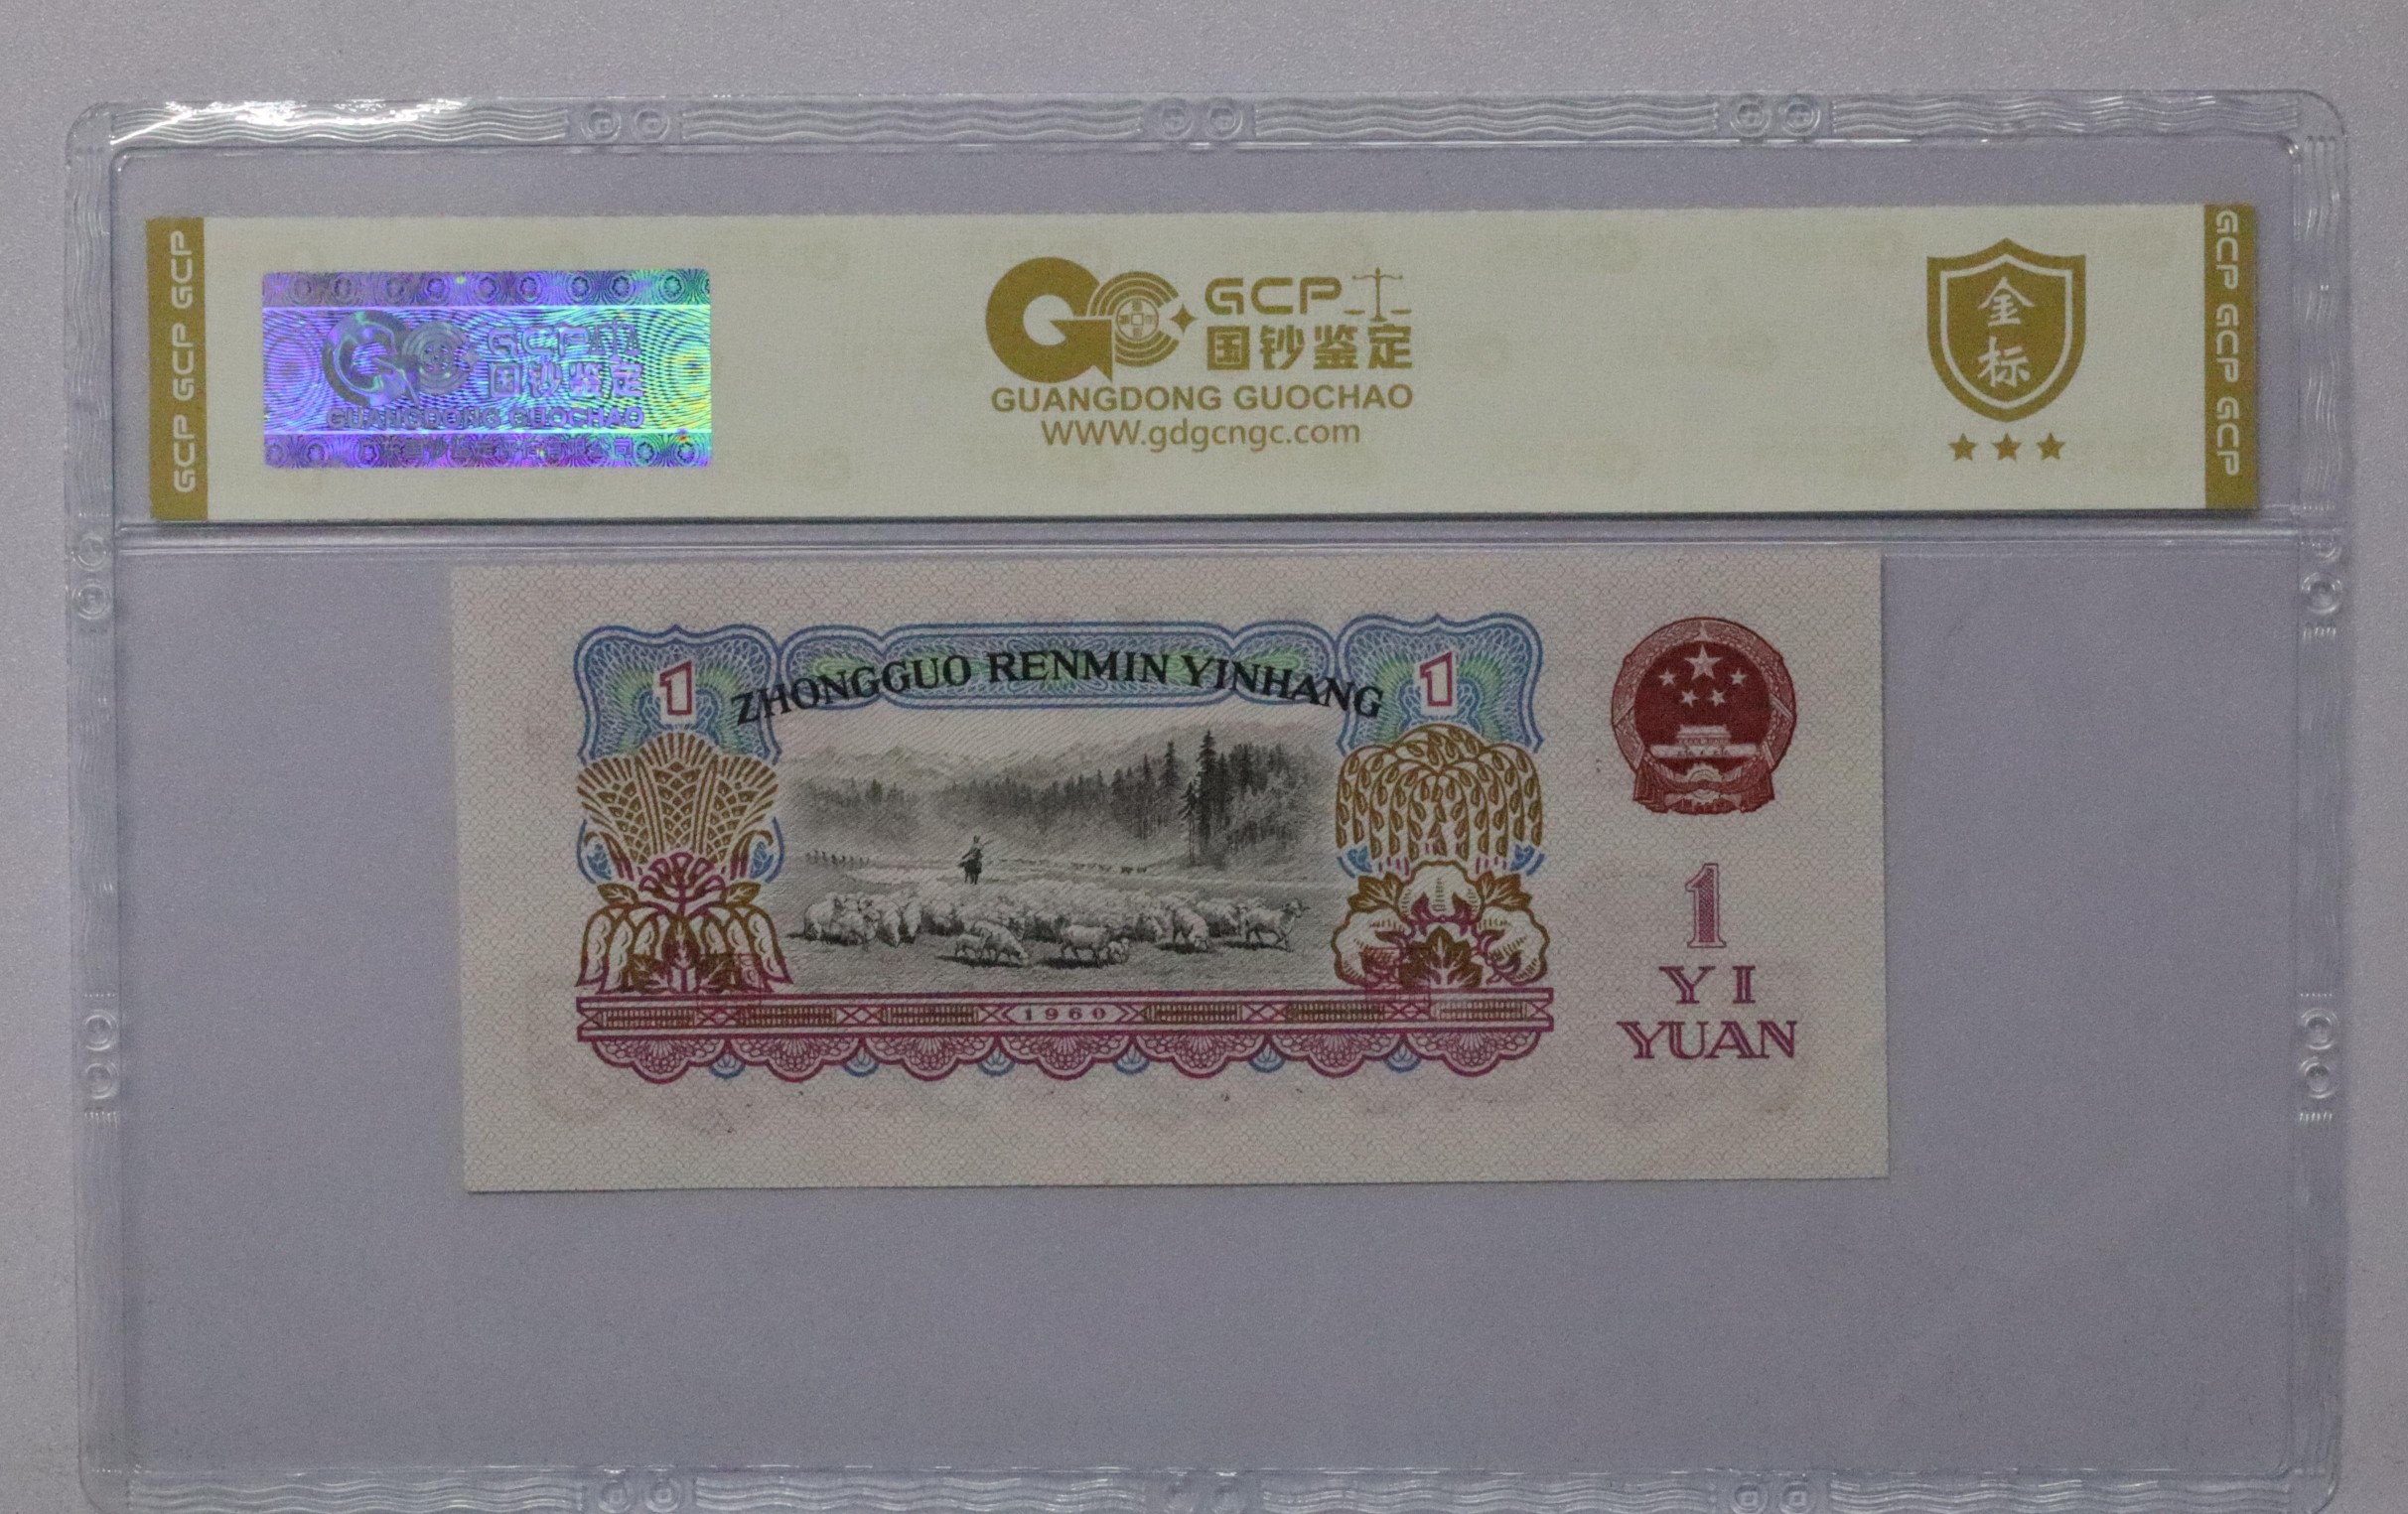 GCP GCP
GCP
国钞鉴定
GUANGDONG GUOCHAO
GCP
国钞鉴定
GUANGDONG GUOCHAO
WWW.gdgcngc.com
金
标
GCP GCP GCP
1
ZHONGGUO RENMIN YINHANG
1
1960
1
YI
YUAN